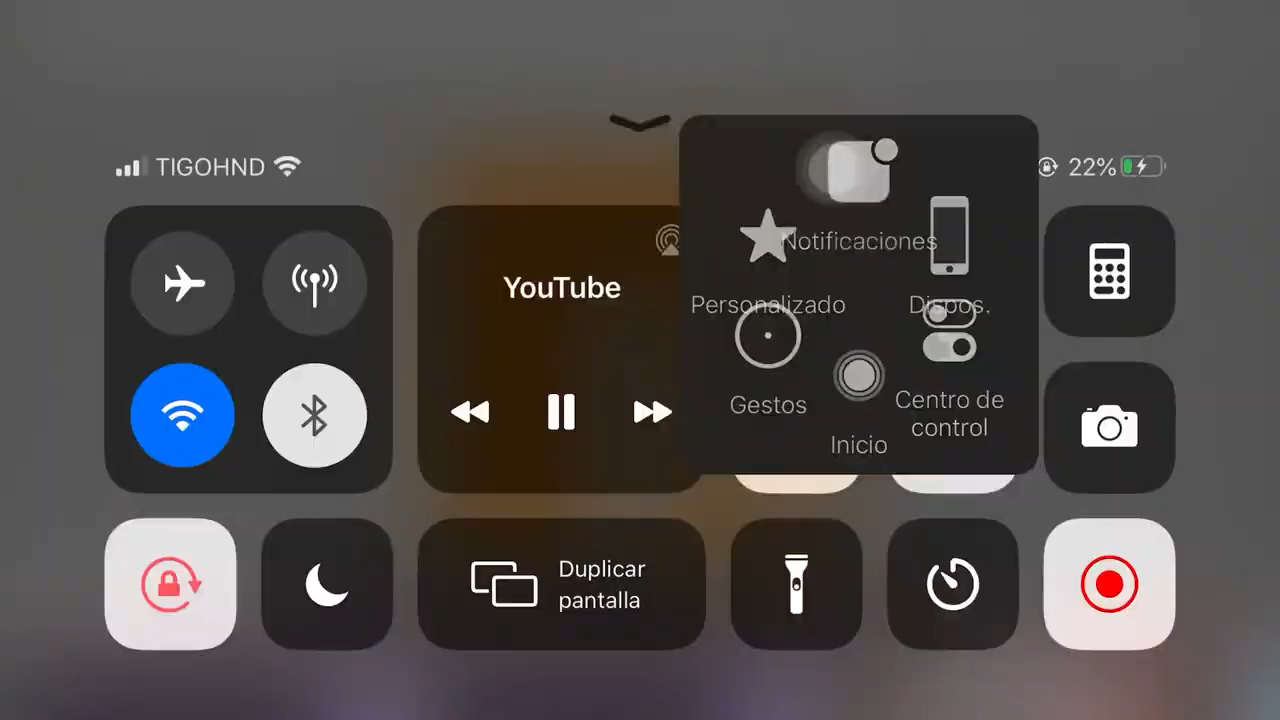 TIGOHND
22%
YouTube
Notificaciones
Personalizado
Dispos.
Gestos
Centro de
control
Inicio
Duplicar
pantalla